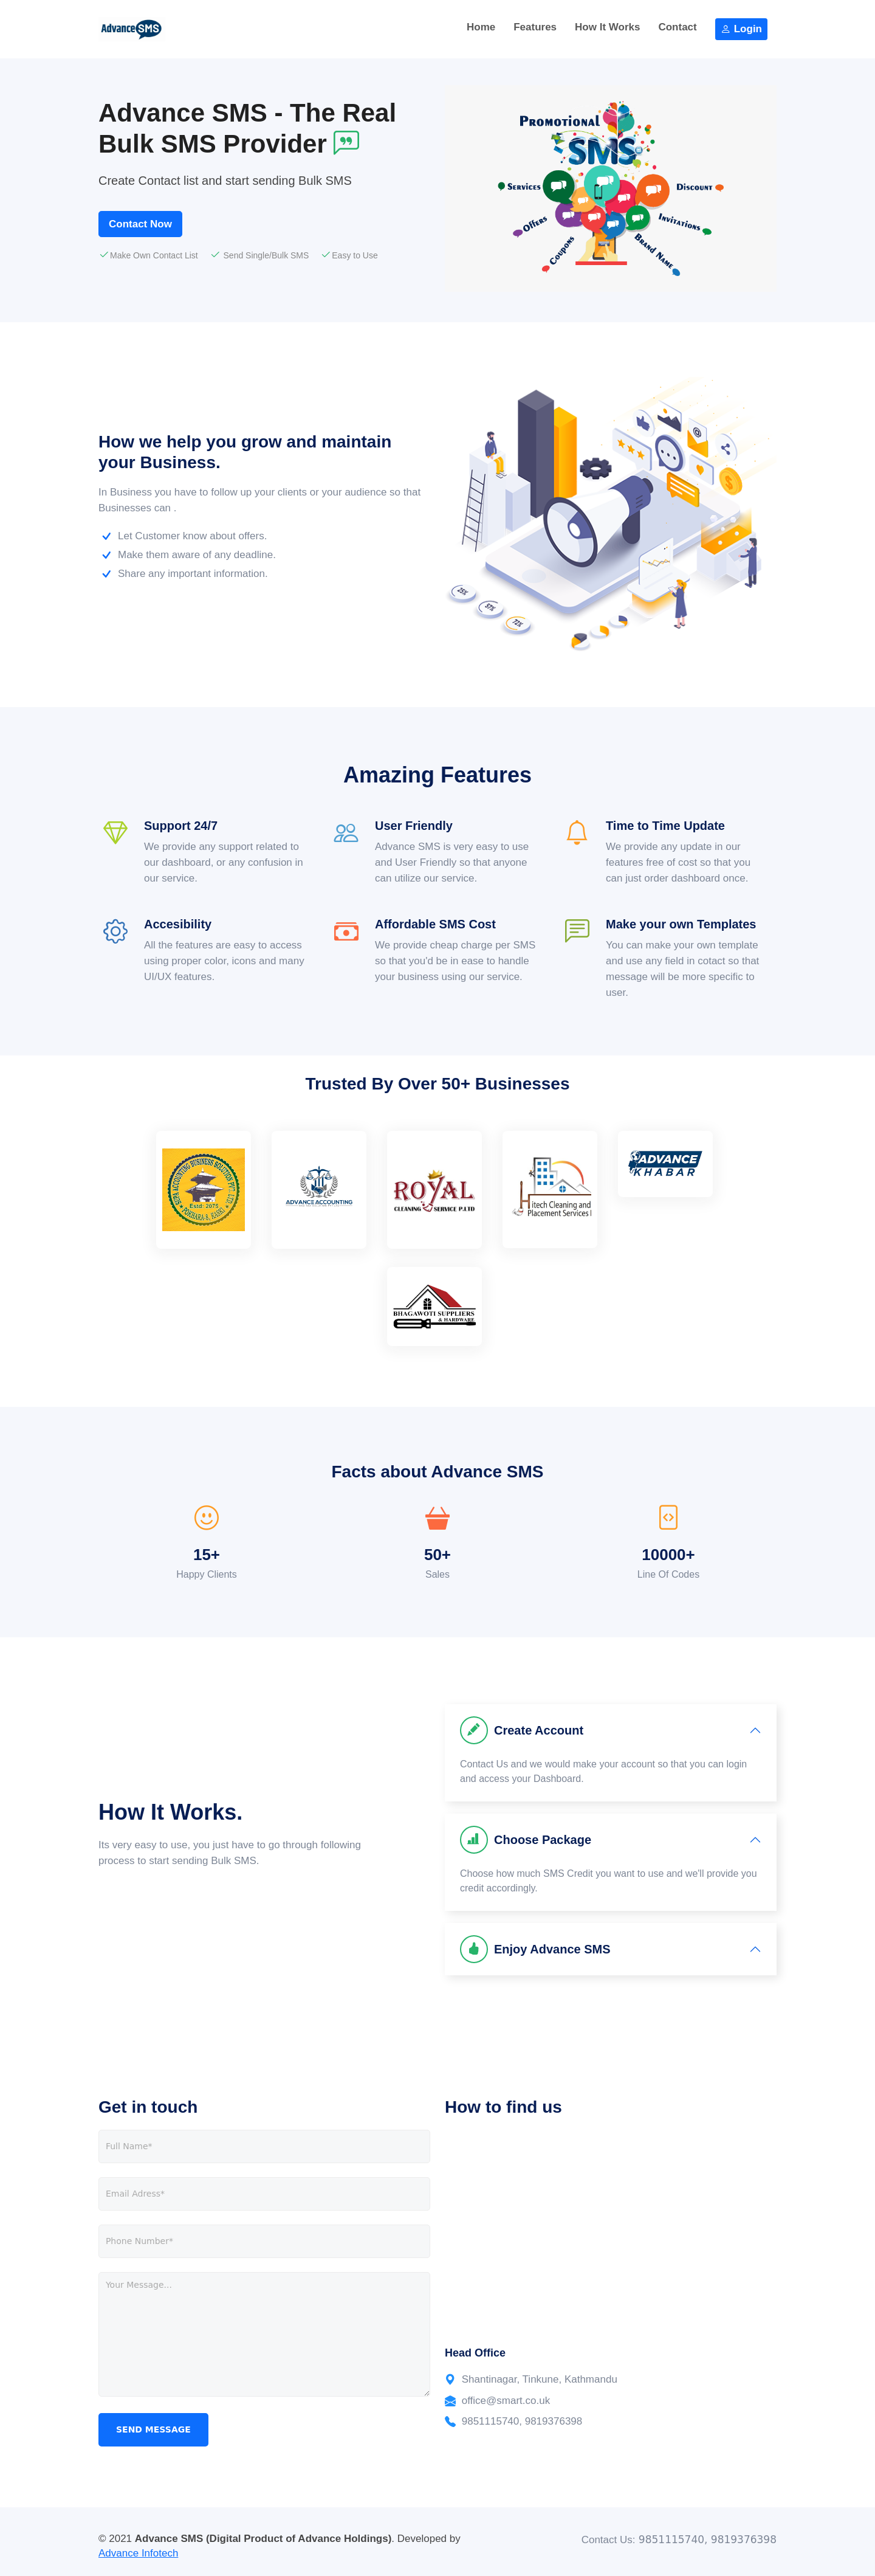 Advance SMS
Home
Features
How It Works
Contact
Login
Advance SMS - The Real
Bulk SMS Provider
Create Contact list and start sending Bulk SMS
Contact Now
Make Own Contact List
Send Single/Bulk SMS
Easy to Use
PROMOTIONAL
SMS
SERVICES
DISCOUNT
OFFERS
INVITATIONS
COUPONS
BRAND NAME
How we help you grow and maintain
your Business.
In Business you have to follow up your clients or your audience so that
Businesses can .
Let Customer know about offers.
Make them aware of any deadline.
Share any important information.
25%
57%
72%
Amazing Features
Support 24/7
We provide any support related to
our dashboard, or any confusion in
our service.
User Friendly
Advance SMS is very easy to use
and User Friendly so that anyone
can utilize our service.
Time to Time Update
We provide any update in our
features free of cost so that you
can just order dashboard once.
Accesibility
All the features are easy to access
using proper color, icons and many
UI/UX features.
Affordable SMS Cost
We provide cheap charge per SMS
so that you'd be in ease to handle
your business using our service.
Make your own Templates
You can make your own template
and use any field in cotact so that
message will be more specific to
user.
Trusted By Over 50+ Businesses
ACCOUNTING BUSINESS SOLUTION PVT. LTD.
Estd: 2075
POKHARA-8, KASKI
ADVANCE ACCOUNTING
ROYAL
CLEANING SERVICE P.LTD
Hitech Cleaning and
Placement Services
ADVANCE
KHABAR
BHAGAWOTI SUPPLIERS
& HARDWARE
Facts about Advance SMS
15+
Happy Clients
50+
Sales
10000+
Line Of Codes
How It Works.
Its very easy to use, you just have to go through following
process to start sending Bulk SMS.
Create Account
Contact Us and we would make your account so that you can login
and access your Dashboard.
Choose Package
Choose how much SMS Credit you want to use and we'll provide you
credit accordingly.
Enjoy Advance SMS
Get in touch
Full Name*
Email Adress*
Phone Number*
Your Message...
SEND MESSAGE
How to find us
Head Office
Shantinagar, Tinkune, Kathmandu
office@smart.co.uk
9851115740, 9819376398
© 2021 Advance SMS (Digital Product of Advance Holdings). Developed by
Advance Infotech
Contact Us: 9851115740, 9819376398